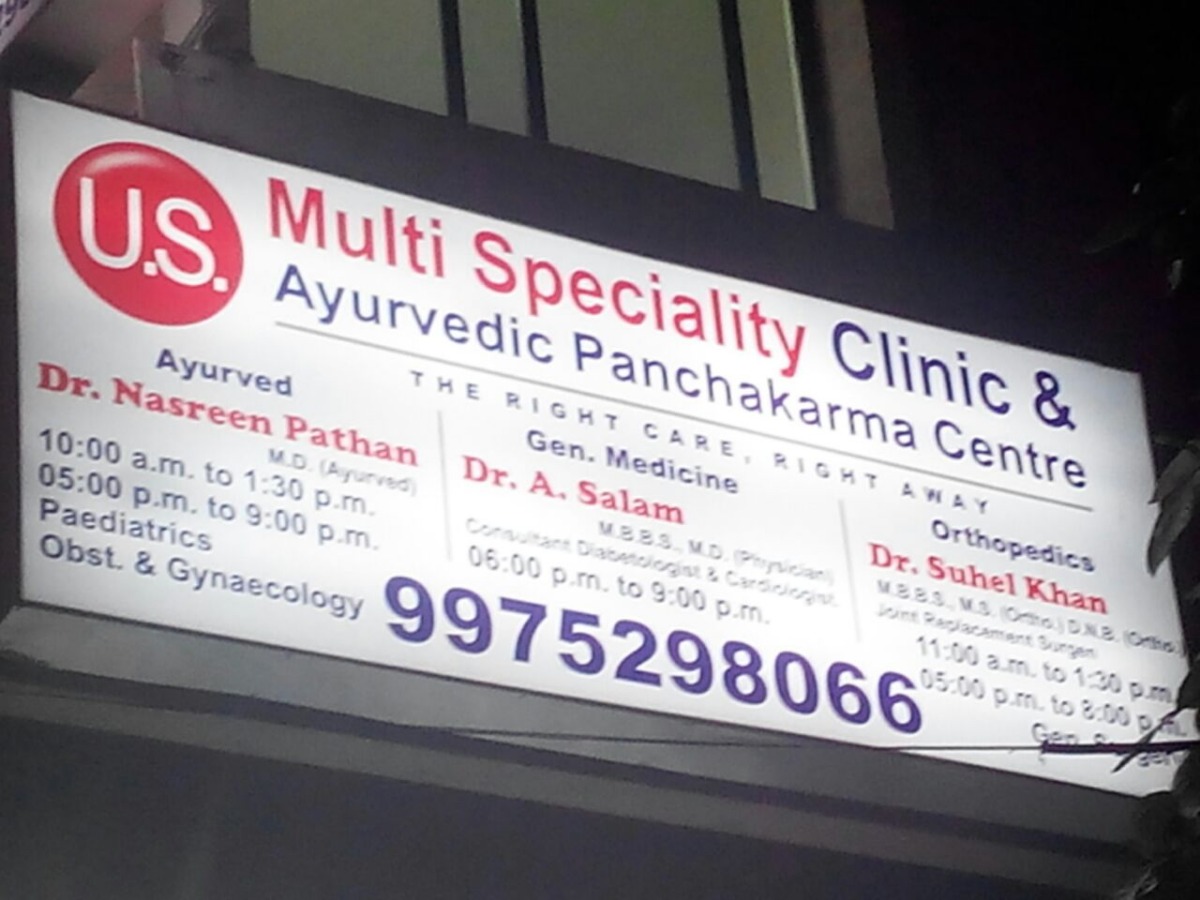 U.S.
Multi Speciality Clinic &
Ayurvedic Panchakarma Centre
THE RIGHT CARE, RIGHT AWAY
Ayurved
Dr. Nasreen Pathan
M.D. (Ayurved)
10:00 a.m. to 1:30 p.m.
05:00 p.m. to 9:00 p.m.
Paediatrics
Obst. & Gynaecology
Gen. Medicine
Dr. A. Salam
M.B.B.S., M.D. (Physician)
Consultant Diabetologist & Cardiologist
06:00 p.m. to 9:00 p.m.
Orthopedics
Dr. Suhel Khan
M.B.B.S., M.S. (Ortho.) D.N.B. (Ortho.
Joint Replacement Surgen
11:00 a.m. to 1:30 p.m.
05:00 p.m. to 8:00 p.m.
Gen.
9975298066